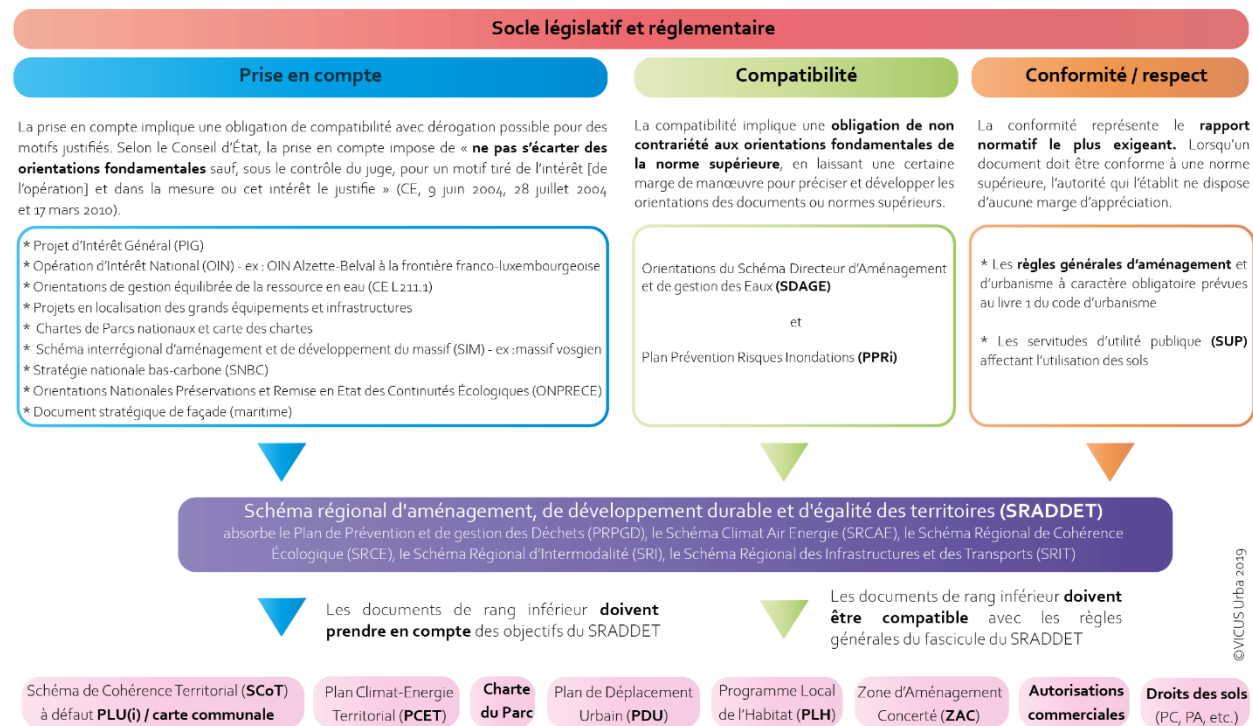 Socle législatif et réglementaire
Prise en compte
La prise en compte implique une obligation de compatibilité avec dérogation possible pour des
motifs justifiés. Selon le Conseil d'État, la prise en compte impose de « ne pas s'écarter des
orientations fondamentales sauf, sous le contrôle du juge, pour un motif tiré de l'intérêt [de
l'opération] et dans la mesure ou cet intérêt le justifie » (CE, 9 juin 2004, 28 juillet 2004
et 17 mars 2010).
* Projet d'Intérêt Général (PIG)
* Opération d'Intérêt National (OIN) - ex : OIN Alzette-Belval à la frontière franco-luxembourgeoise
* Orientations de gestion équilibrée de la ressource en eau (CE L211.1)
* Projets en localisation des grands équipements et infrastructures
* Chartes de Parcs nationaux et carte des chartes
* Schéma interrégional d'aménagement et de développement du massif (SIM) - ex :massif vosgien
* Stratégie nationale bas-carbone (SNBC)
* Orientations Nationales Préservations et Remise en Etat des Continuités Écologiques (ONPRECE)
* Document stratégique de façade (maritime)
Compatibilité
La compatibilité implique une obligation de non
contrariété aux orientations fondamentales de
la norme supérieure, en laissant une certaine
marge de manœuvre pour préciser et développer les
orientations des documents ou normes supérieurs.
Orientations du Schéma Directeur d'Aménagement
et de gestion des Eaux (SDAGE)
et
Plan Prévention Risques Inondations (PPRi)
Conformité / respect
La conformité représente le rapport
normatif le plus exigeant. Lorsqu'un
document doit être conforme à une norme
supérieure, l'autorité qui l'établit ne dispose
d'aucune marge d'appréciation.
* Les règles générales d'aménagement et
d'urbanisme à caractère obligatoire prévues
au livre 1 du code d'urbanisme
* Les servitudes d'utilité publique (SUP)
affectant l'utilisation des sols
Schéma régional d'aménagement, de développement durable et d'égalité des territoires (SRADDET)
absorbe le Plan de Prévention et de gestion des Déchets (PRPGD), le Schéma Climat Air Energie (SRCAE), le Schéma Régional de Cohérence
Écologique (SRCE), le Schéma Régional d'Intermodalité (SRI), le Schéma Régional des Infrastructures et des Transports (SRIT)
Les documents de rang inférieur doivent
prendre en compte des objectifs du SRADDET
Les documents de rang inférieur doivent
être compatible avec les règles
générales du fascicule du SRADDET
©VICUS Urba 2019
Schéma de Cohérence Territorial (SCoT)
à défaut PLU(i) / carte communale
Plan Climat-Energie
Territorial (PCET)
Charte
du Parc
Plan de Déplacement
Urbain (PDU)
Programme Local
de l'Habitat (PLH)
Zone d'Aménagement
Concerté (ZAC)
Autorisations
commerciales
Droits des sols
(PC, PA, etc.)